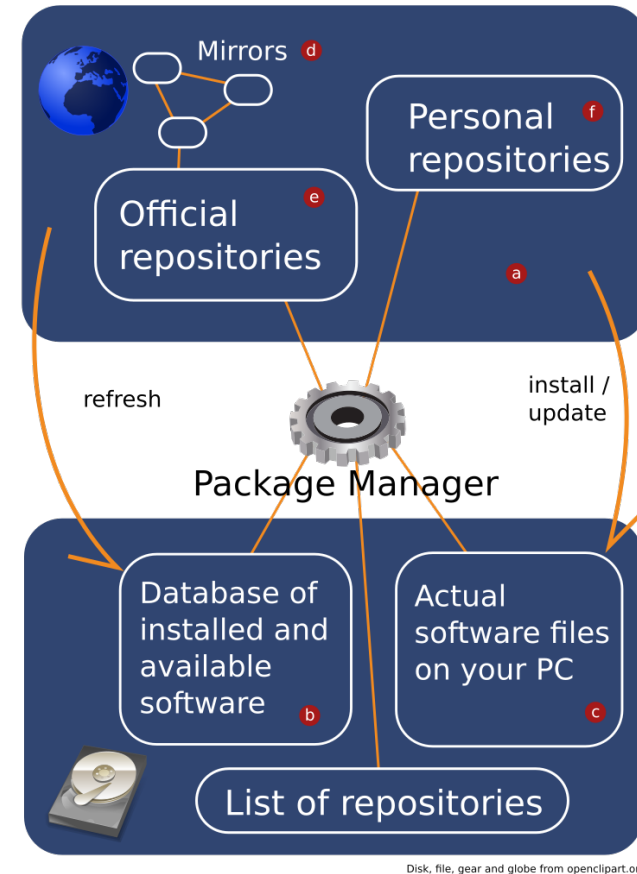 Mirrors d
Personal f
repositories
Official e
repositories
a
refresh
install /
update
Package Manager
Database of
installed and
available
software b
Actual
software files
on your PC
c
List of repositories
Disk, file, gear and globe from openclipart.or